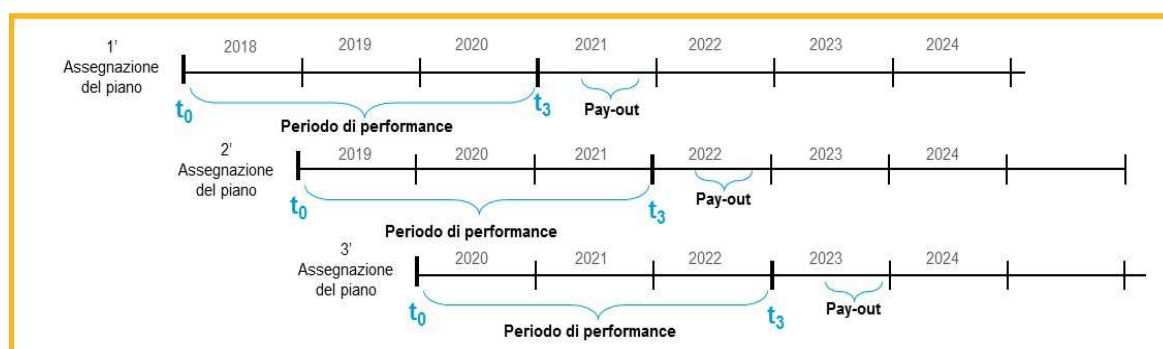 1’
Assegnazione
del piano
2018 2019 2020 2021 2022 2023 2024
t0 t3
Pay-out
Periodo di performance
2’
Assegnazione
del piano
2019 2020 2021 2022 2023 2024
t0 t3
Pay-out
Periodo di performance
3’
Assegnazione
del piano
2020 2021 2022 2023 2024
t0 t3
Pay-out
Periodo di performance